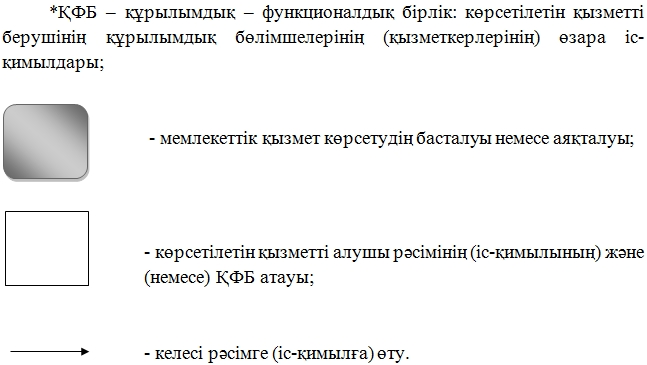 *ҚФБ – құрылымдық – функционалдық бірлік: көрсетілетін қызметті
берушінің құрылымдық бөлімшелерінің (қызметкерлерінің) өзара іс-
қимылдары;
- мемлекеттік қызмет көрсетудің басталуы немесе аяқталуы;
- көрсетілетін қызметті алушы рәсімінің (іс-қимылының) және
(немесе) ҚФБ атауы;
- келесі рәсімге (іс-қимылға) өту.